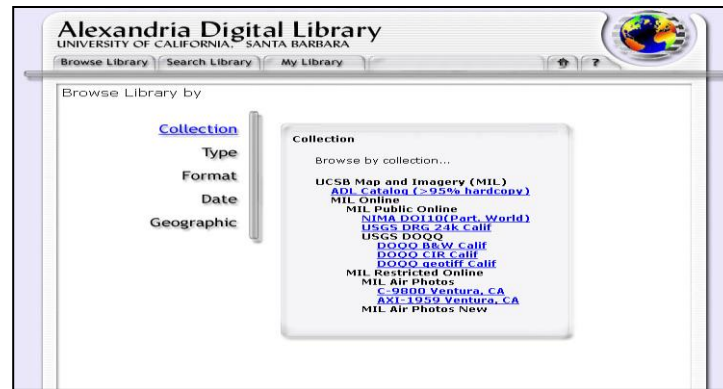 Alexandria Digital Library
UNIVERSITY OF CALIFORNIA, SANTA BARBARA
Browse Library Search Library My Library ?
Browse Library by
Collection
Type
Format
Date
Geographic
Collection
Browse by collection...
UCSB Map and Imagery (MIL)
ADL Catalog (>95% hardcopy)
MIL Online
MIL Public Online
NIMA DOI10(Part. World)
USGS DRG 24k Calif
USGS DOQQ
DOQQ B&W Calif
DOQQ CIR Calif
DOQQ geotiff Calif
MIL Restricted Online
MIL Air Photos
C-9800 Ventura, CA
AXI-1959 Ventura, CA
MIL Air Photos New